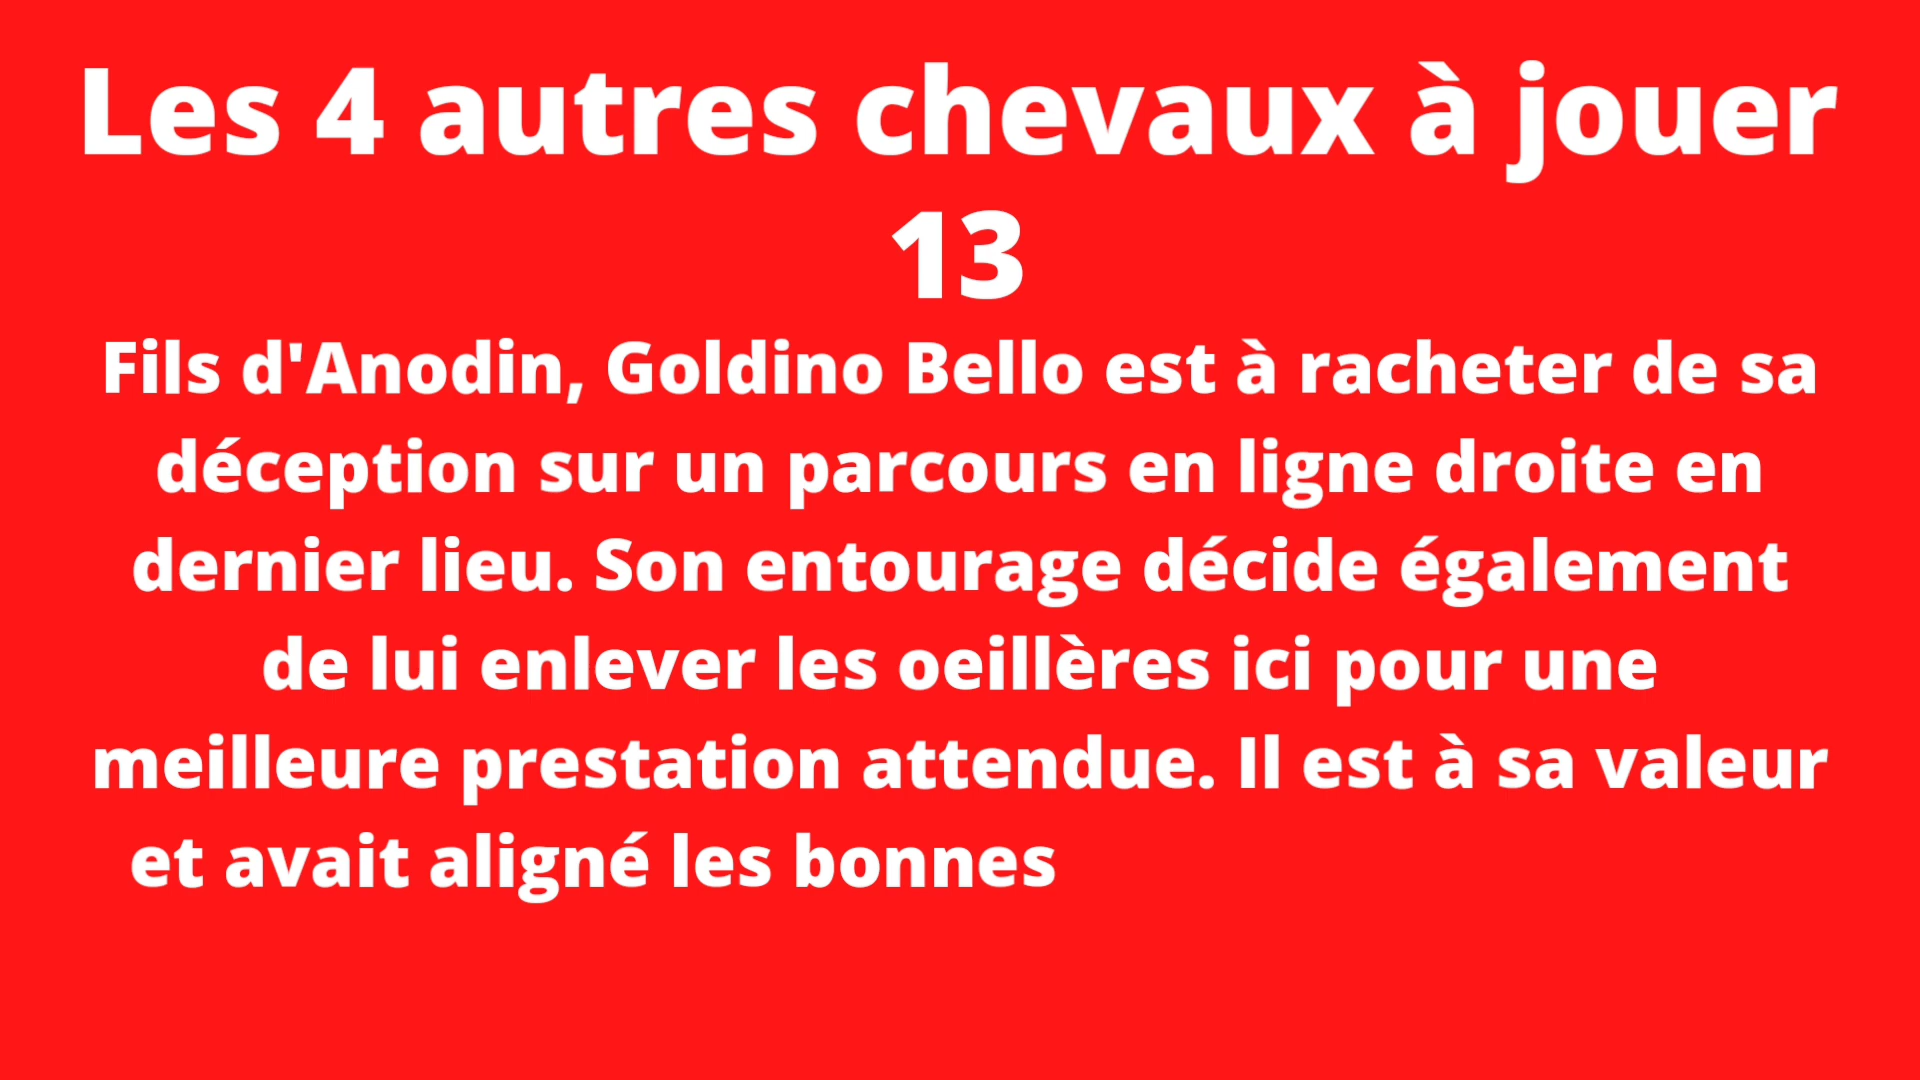 Les 4 autres chevaux à jouer
13
Fils d'Anodin, Goldino Bello est à racheter de sa
déception sur un parcours en ligne droite en
dernier lieu. Son entourage décide également
de lui enlever les oeillères ici pour une
meilleure prestation attendue. Il est à sa valeur
et avait aligné les bonnes